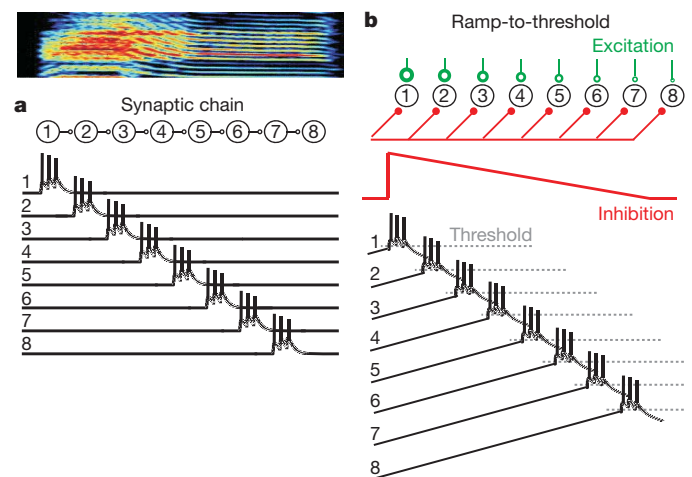 a
Synaptic chain
1 2 3 4 5 6 7 8
1
2
3
4
5
6
7
8
b
Ramp-to-threshold
Excitation
1 2 3 4 5 6 7 8
Inhibition
Threshold
1
2
3
4
5
6
7
8